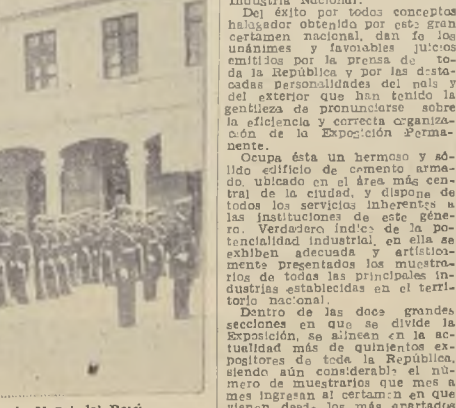 Industria Nacional.
Del éxito por todos conceptos
halagador obtenido por este gran
certamen nacional, dan fe los
unánimes y favorables juicios
emitidos por la prensa de to-
da la República y por las desta-
cadas personalidades del país y
del exterior que han tenido la
gentileza de pronunciarse sobre
la eficiencia y correcta organiza-
ción de la Exposición Perma-
nente.
Ocupa ésta un hermoso y só-
lido edificio de cemento arma-
do, ubicado en el área más cen-
tral de la ciudad, y dispone de
todos los servicios inherentes a
las instituciones de este géne-
ro. Verdadero índice de la po-
tencialidad industrial, en ella se
exhiben adecuada y artística-
mente presentados los muestra-
rios de todas las principales in-
dustrias establecidas en el terri-
torio nacional.
Dentro de las doce grandes
secciones en que se divide la
Exposición, se alinean en la ac-
tualidad más de quinientos ex-
positores de toda la República,
siendo aún considerable el nú-
mero de muestrarios que mes a
mes ingresan al certamen en que
vienen desde los más apartados
del Perú